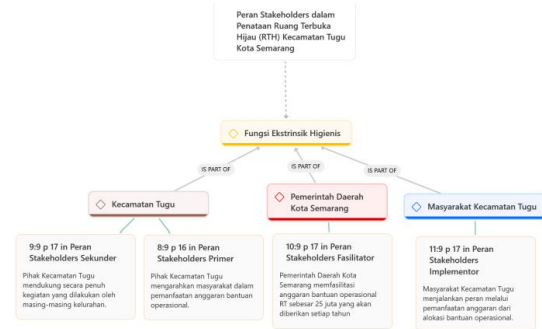 Peran Stakeholders dalam
Penataan Ruang Terbuka
Hijau (RTH) Kecamatan Tugu
Kota Semarang
Fungsi Ekstrinsik Higienis
IS PART OF
IS PART OF
IS PART OF
Kecamatan Tugu
Pemerintah Daerah
Kota Semarang
Masyarakat Kecamatan Tugu
9:9 p 17 in Peran
Stakeholders Sekunder
Pihak Kecamatan Tugu
mendukung secara penuh
kegiatan yang dilakukan oleh
masing-masing kelurahan.
8:9 p 16 in Peran
Stakeholders Primer
Pihak Kecamatan Tugu
mengarahkan masyarakat dalam
pemanfaatan anggaran bantuan
operasional.
10:9 p 17 in Peran
Stakeholders Fasilitator
Pemerintah Daerah Kota
Semarang memfasilitasi
anggaran bantuan operasional
RT sebesar 25 juta yang akan
diberikan setiap tahun
11:9 p 17 in Peran
Stakeholders
Implementor
Masyarakat Kecamatan Tugu
menjalankan peran melalui
pemanfaatan anggaran dari
alokasi bantuan operasional.